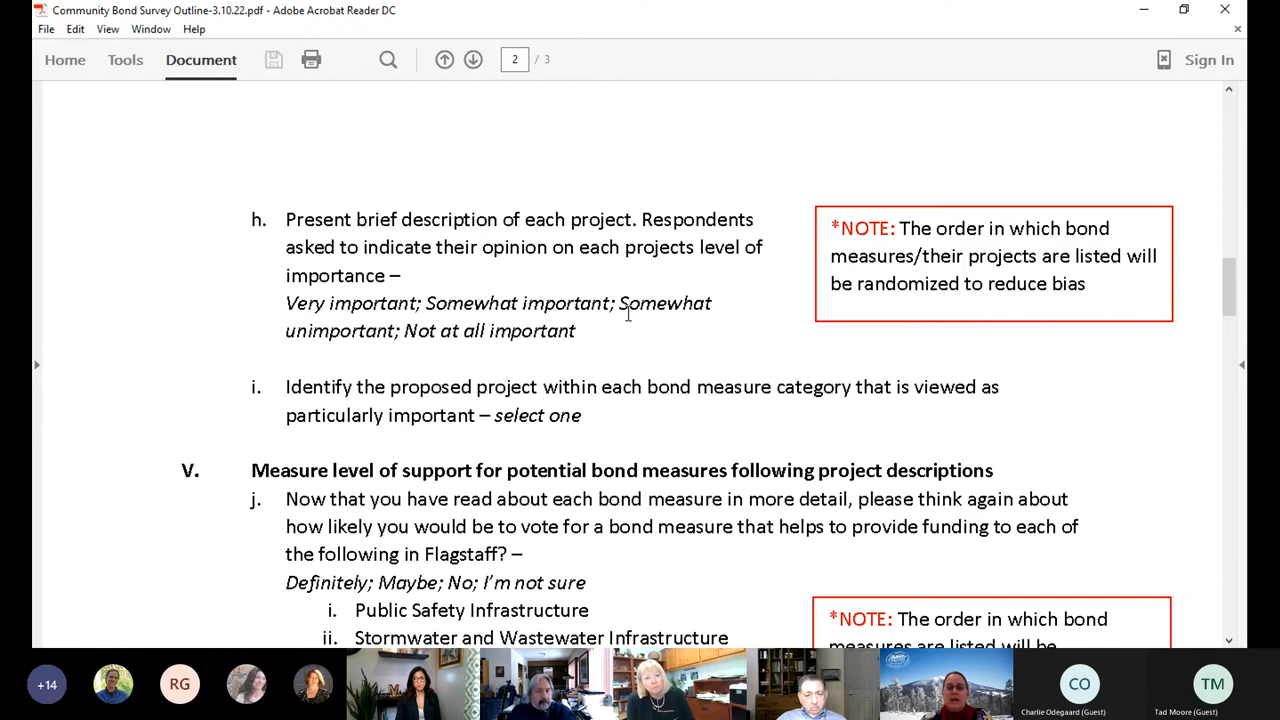 Community Bond Survey Outline-3.10.22.pdf - Adobe Acrobat Reader DC
File Edit View Window Help
Home Tools Document 2 / 3 Sign In
h. Present brief description of each project. Respondents
asked to indicate their opinion on each projects level of
importance –
Very important; Somewhat important; Somewhat
unimportant; Not at all important
*NOTE: The order in which bond
measures/their projects are listed will
be randomized to reduce bias
i. Identify the proposed project within each bond measure category that is viewed as
particularly important – select one
V. Measure level of support for potential bond measures following project descriptions
j. Now that you have read about each bond measure in more detail, please think again about
how likely you would be to vote for a bond measure that helps to provide funding to each of
the following in Flagstaff? –
Definitely; Maybe; No; I'm not sure
i. Public Safety Infrastructure
ii. Stormwater and Wastewater Infrastructure
*NOTE: The order in which bond
measures are listed will be
+14 RG CO TM
Charlie Odegaard (Guest) Tad Moore (Guest)